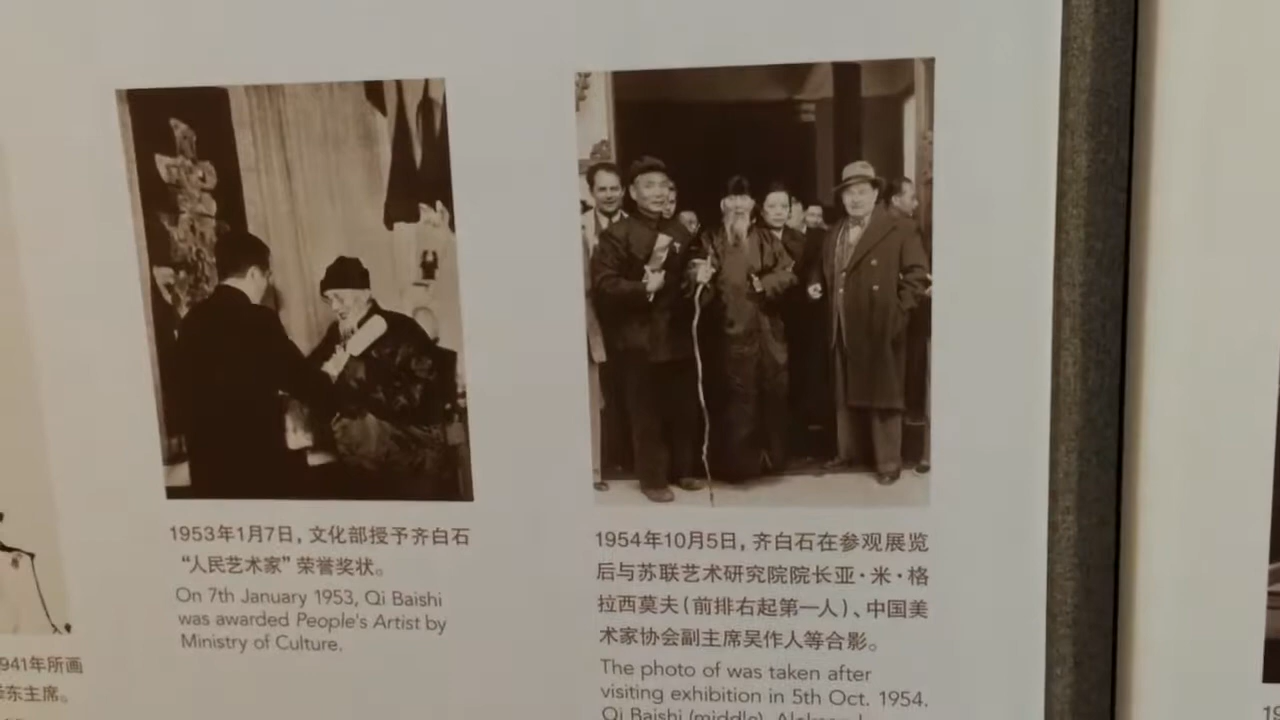 1953年1月7日，文化部授予齐白石
“人民艺术家”荣誉奖状。
On 7th January 1953, Qi Baishi
was awarded People's Artist by
Ministry of Culture.
1954年10月5日，齐白石在参观展览
后与苏联艺术研究院院长亚·米·格
拉西莫夫（前排右起第一人）、中国美
术家协会副主席吴作人等合影。
The photo of was taken after
visiting exhibition in 5th Oct. 1954.
Qi Baishi (middle),
941年所画
东主席。